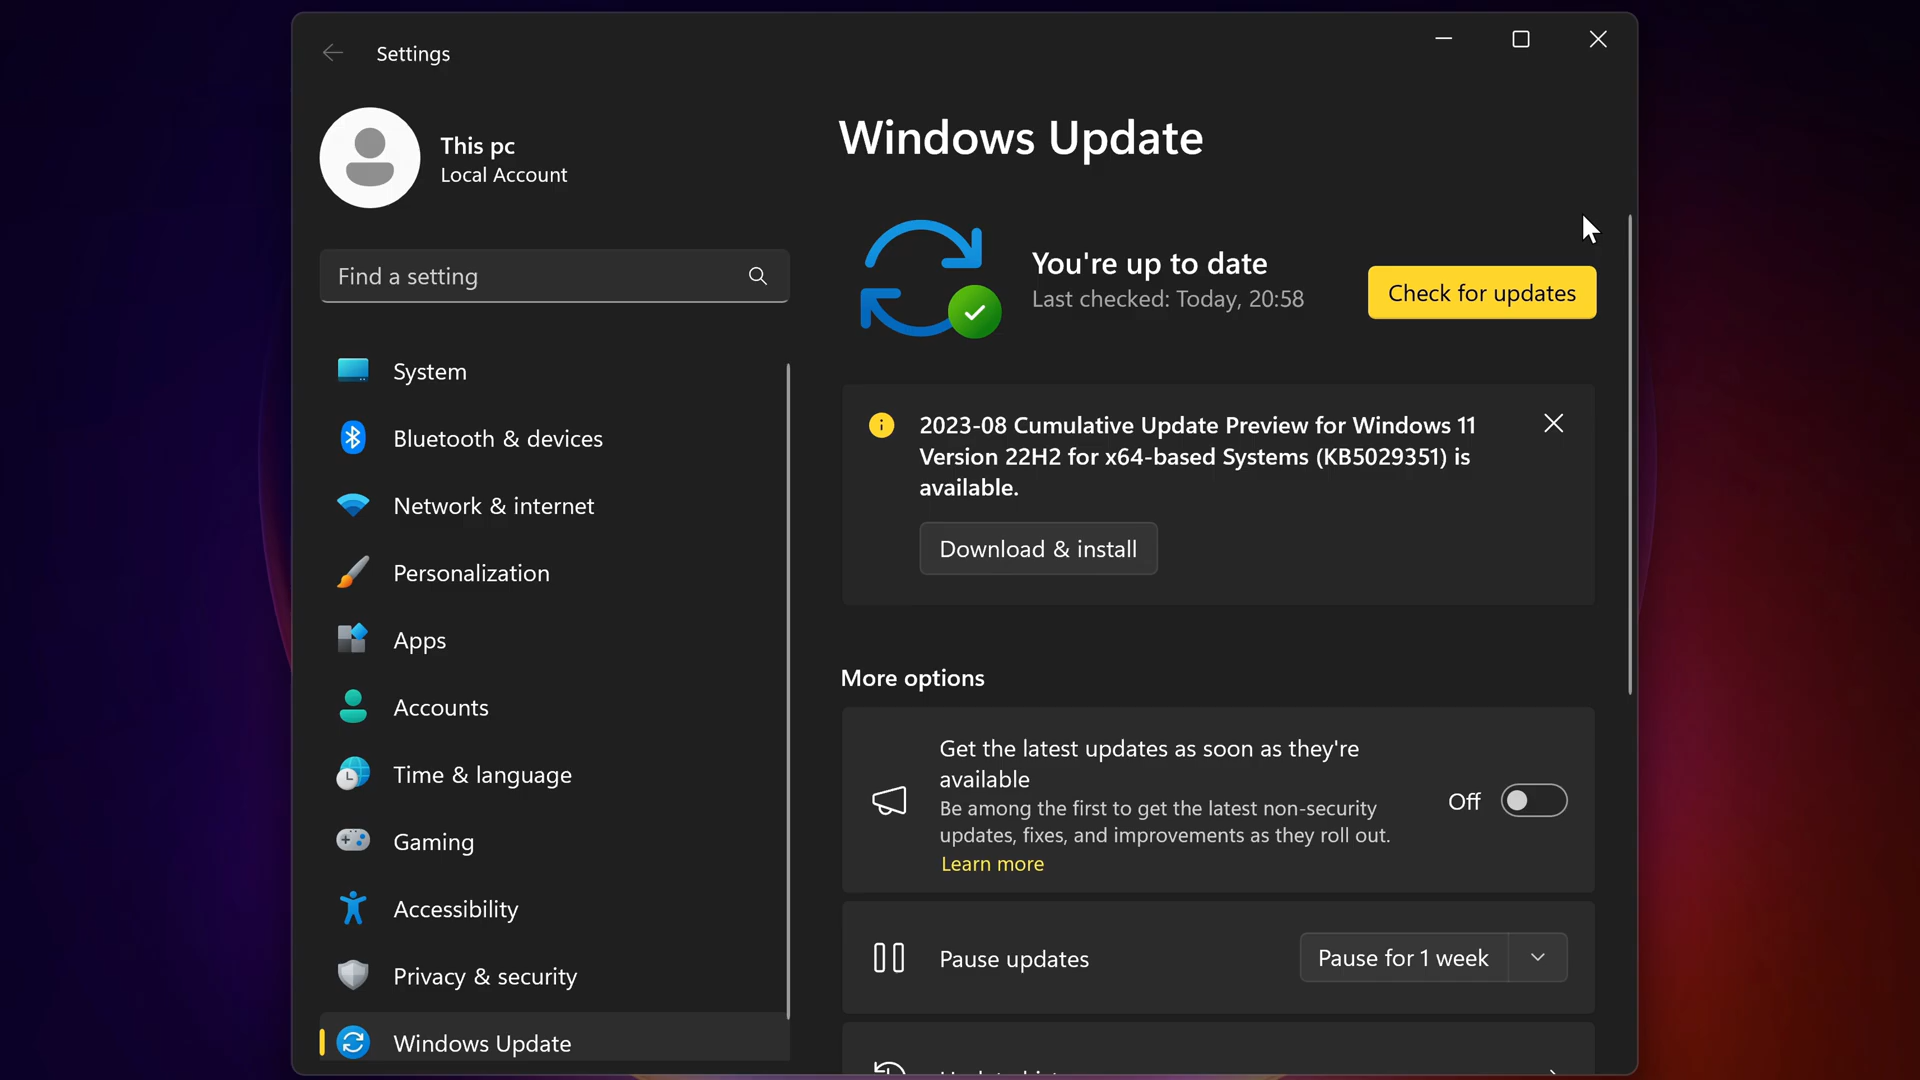 Settings
This pc
Local Account
Find a setting
System
Bluetooth & devices
Network & internet
Personalization
Apps
Accounts
Time & language
Gaming
Accessibility
Privacy & security
Windows Update
Windows Update
You're up to date
Last checked: Today, 20:58
Check for updates
2023-08 Cumulative Update Preview for Windows 11
Version 22H2 for x64-based Systems (KB5029351) is
available.
Download & install
More options
Get the latest updates as soon as they're
available
Be among the first to get the latest non-security
updates, fixes, and improvements as they roll out.
Learn more
Off
Pause updates
Pause for 1 week